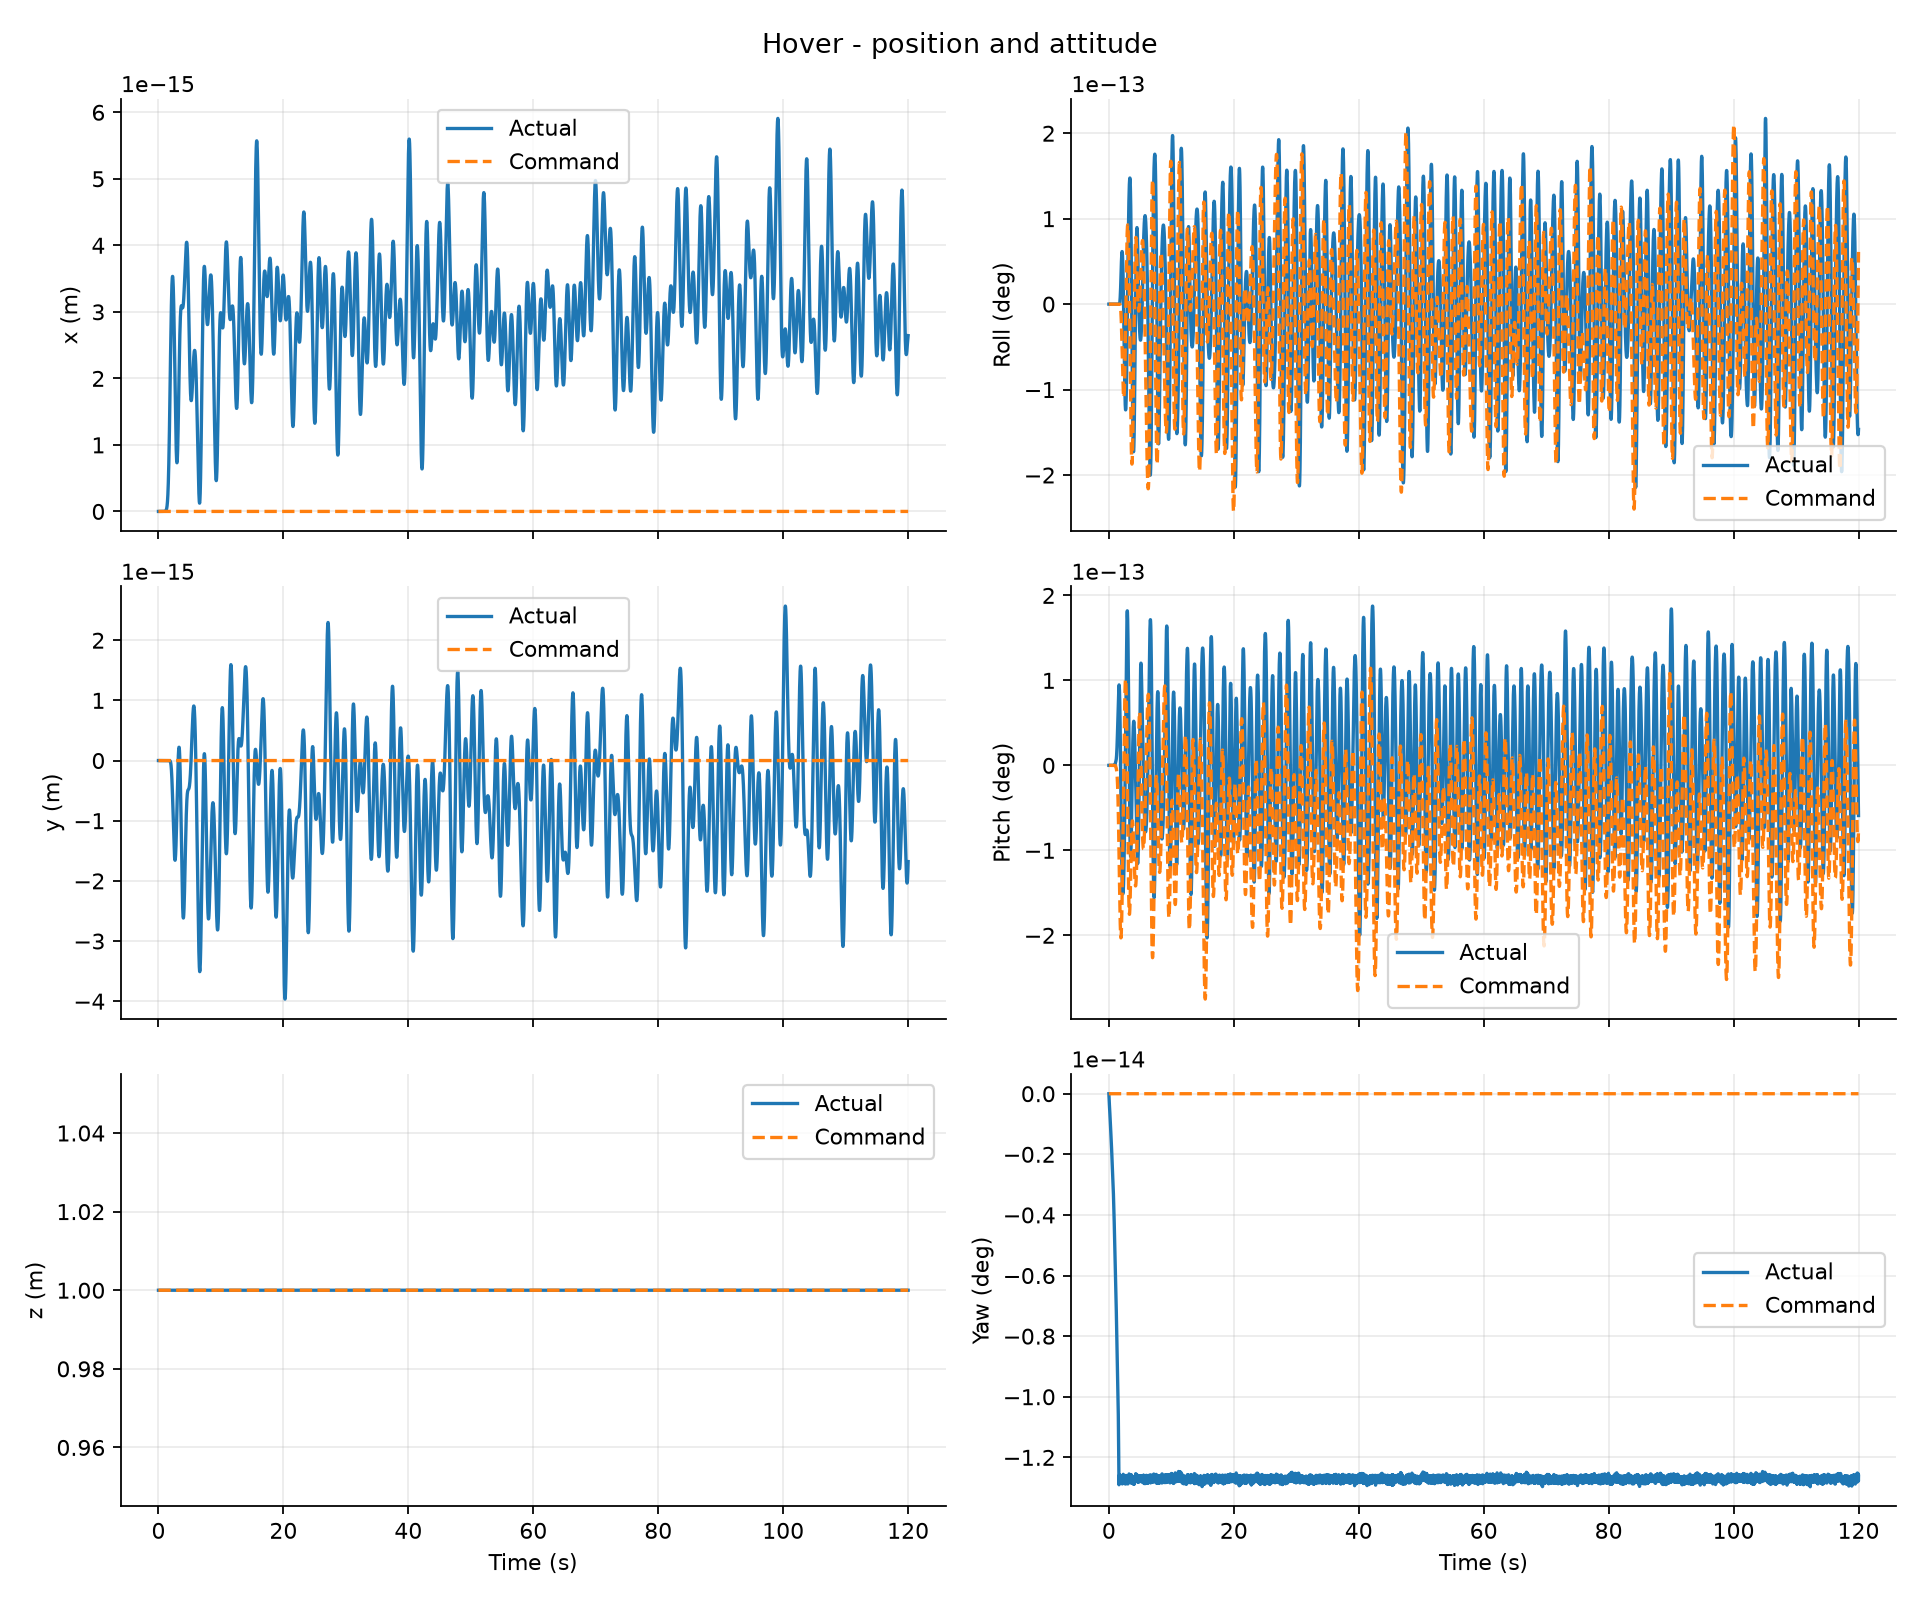 Hover - position and attitude
1e−15
6
5
4
3
2
1
0
x (m)
Actual
Command
1e−13
2
1
0
−1
−2
Roll (deg)
Actual
Command
1e−15
2
1
0
−1
−2
−3
−4
y (m)
Actual
Command
1e−13
2
1
0
−1
−2
Pitch (deg)
Actual
Command
1.04
1.02
1.00
0.98
0.96
z (m)
Actual
Command
0 20 40 60 80 100 120
Time (s)
1e−14
0.0
−0.2
−0.4
−0.6
−0.8
−1.0
−1.2
Yaw (deg)
Actual
Command
0 20 40 60 80 100 120
Time (s)